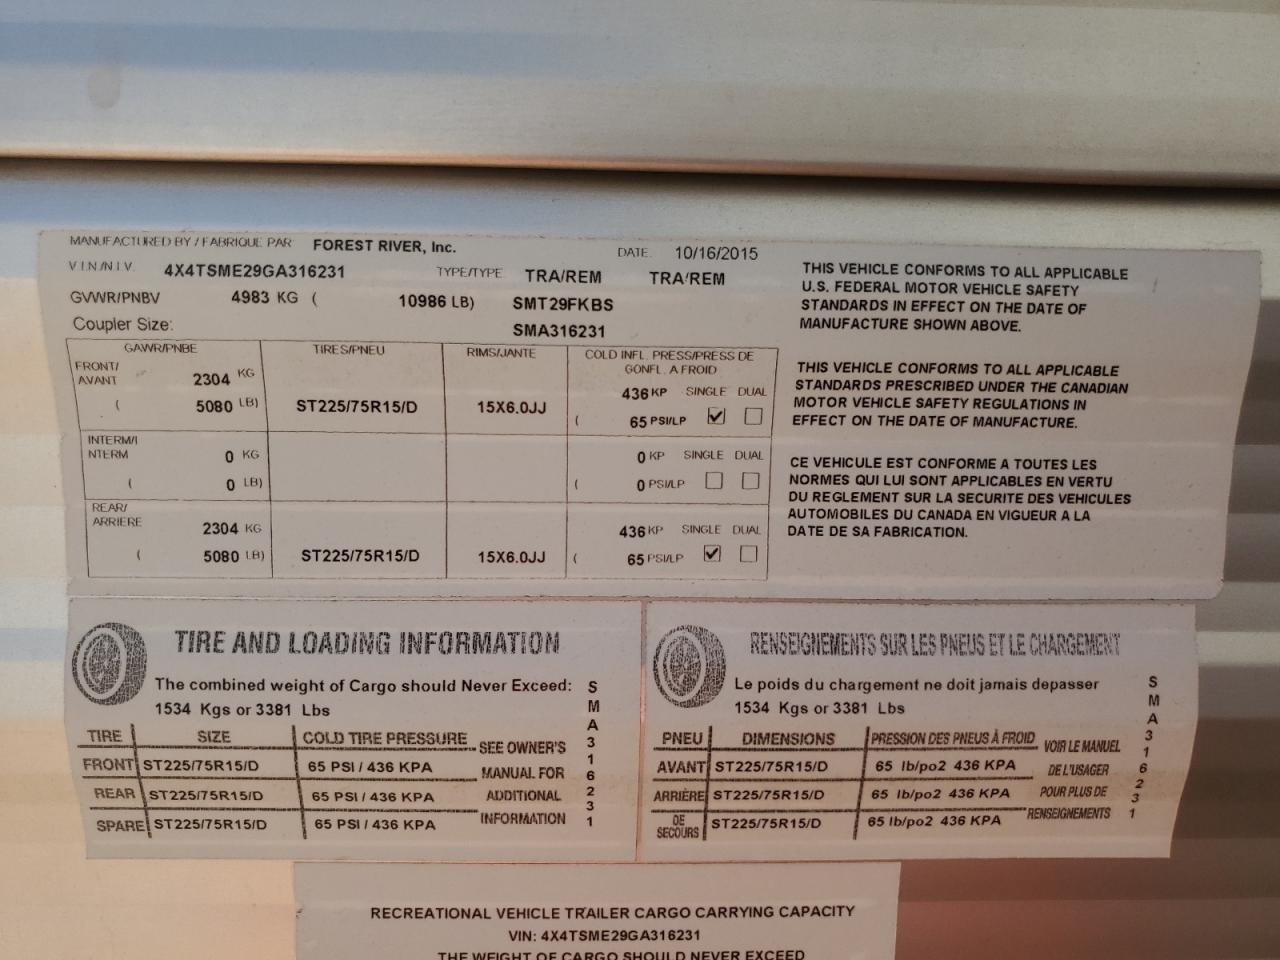 MANUFACTURED BY / FABRIQUE PAR FOREST RIVER, Inc. DATE. 10/16/2015
V.I.N./N.I.V. 4X4TSME29GA316231 TYPE/TYPE TRA/REM TRA/REM
GVWR/PNBV 4983 KG ( 10986 LB) SMT29FKBS
Coupler Size: SMA316231
GAWR/PNBE TIRES/PNEU RIMS/JANTE COLD INFL. PRESS/PRESS DE
GONFL. A FROID
FRONT/
AVANT 2304 KG 436 KP SINGLE DUAL
( 5080 LB) ST225/75R15/D 15X6.0JJ ( 65 PSI/LP
INTERM/I
NTERM 0 KG 0 KP SINGLE DUAL
( 0 LB) ( 0 PSI/LP
REAR/
ARRIERE 2304 KG 436 KP SINGLE DUAL
( 5080 LB) ST225/75R15/D 15X6.0JJ ( 65 PSI/LP
THIS VEHICLE CONFORMS TO ALL APPLICABLE
U.S. FEDERAL MOTOR VEHICLE SAFETY
STANDARDS IN EFFECT ON THE DATE OF
MANUFACTURE SHOWN ABOVE.
THIS VEHICLE CONFORMS TO ALL APPLICABLE
STANDARDS PRESCRIBED UNDER THE CANADIAN
MOTOR VEHICLE SAFETY REGULATIONS IN
EFFECT ON THE DATE OF MANUFACTURE.
CE VEHICULE EST CONFORME A TOUTES LES
NORMES QUI LUI SONT APPLICABLES EN VERTU
DU REGLEMENT SUR LA SECURITE DES VEHICULES
AUTOMOBILES DU CANADA EN VIGUEUR A LA
DATE DE SA FABRICATION.
TIRE AND LOADING INFORMATION
The combined weight of Cargo should Never Exceed:
1534 Kgs or 3381 Lbs
TIRE SIZE COLD TIRE PRESSURE SEE OWNER'S
FRONT ST225/75R15/D 65 PSI / 436 KPA MANUAL FOR
REAR ST225/75R15/D 65 PSI / 436 KPA ADDITIONAL
SPARE ST225/75R15/D 65 PSI / 436 KPA INFORMATION
SMA316231
RENSEIGNEMENTS SUR LES PNEUS ET LE CHARGEMENT
Le poids du chargement ne doit jamais depasser
1534 Kgs or 3381 Lbs
PNEU DIMENSIONS PRESSION DES PNEUS À FROID VOIR LE MANUEL
AVANT ST225/75R15/D 65 lb/po2 436 KPA DE L'USAGER
ARRIÈRE ST225/75R15/D 65 lb/po2 436 KPA POUR PLUS DE
DE
SECOURS ST225/75R15/D 65 lb/po2 436 KPA RENSEIGNEMENTS
SMA316231
RECREATIONAL VEHICLE TRAILER CARGO CARRYING CAPACITY
VIN: 4X4TSME29GA316231
THE WEIGHT OF CARGO SHOULD NEVER EXCEED